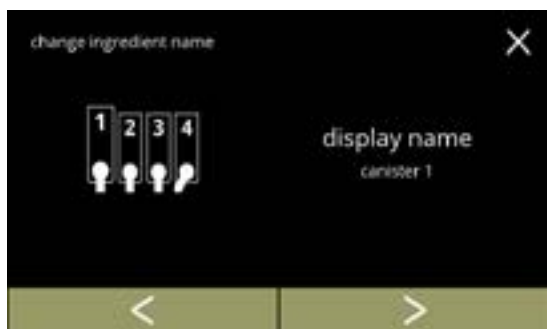 change ingredient name
1 2 3 4
display name
canister 1
< >